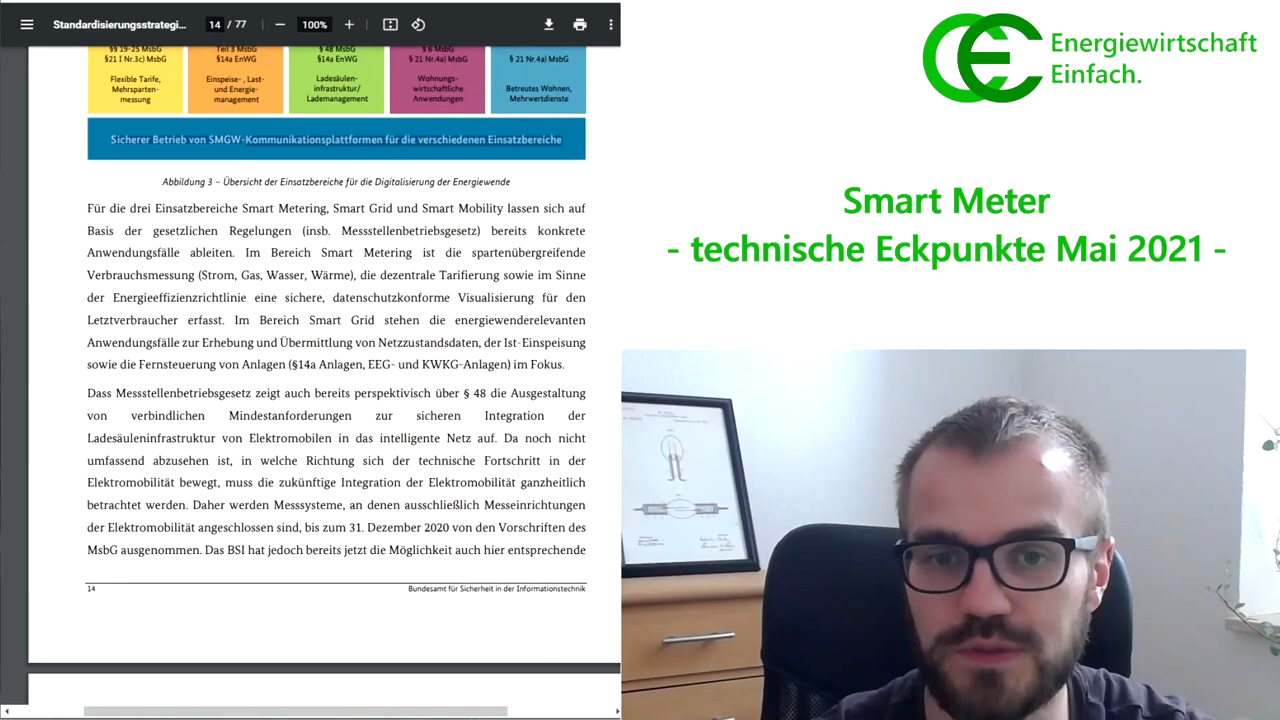 Standardisierungsstrategi...
14 / 77
100%
§§ 19-25 MsbG
§21 I Nr.3c) MsbG
Flexible Tarife,
Mehrsparten-
messung
Teil 3 MsbG
§14a EnWG
Einspeise- , Last-
und Energie-
management
§ 48 MsbG
§14a EnWG
Ladesäulen-
infrastruktur/
Lademanagement
§ 6 MsbG
§ 21 Nr.4a) MsbG
Wohnungs-
wirtschaftliche
Anwendungen
§ 21 Nr.4a) MsbG
Betreutes Wohnen,
Mehrwertdienste
Sicherer Betrieb von SMGW-Kommunikationsplattformen für die verschiedenen Einsatzbereiche
Abbildung 3 – Übersicht der Einsatzbereiche für die Digitalisierung der Energiewende
Für die drei Einsatzbereiche Smart Metering, Smart Grid und Smart Mobility lassen sich auf
Basis der gesetzlichen Regelungen (insb. Messstellenbetriebsgesetz) bereits konkrete
Anwendungsfälle ableiten. Im Bereich Smart Metering ist die spartenübergreifende
Verbrauchsmessung (Strom, Gas, Wasser, Wärme), die dezentrale Tarifierung sowie im Sinne
der Energieeffizienzrichtlinie eine sichere, datenschutzkonforme Visualisierung für den
Letztverbraucher erfasst. Im Bereich Smart Grid stehen die energiewenderelevanten
Anwendungsfälle zur Erhebung und Übermittlung von Netzzustandsdaten, der Ist-Einspeisung
sowie die Fernsteuerung von Anlagen (§14a Anlagen, EEG- und KWKG-Anlagen) im Fokus.
Dass Messstellenbetriebsgesetz zeigt auch bereits perspektivisch über § 48 die Ausgestaltung
von verbindlichen Mindestanforderungen zur sicheren Integration der
Ladesäuleninfrastruktur von Elektromobilen in das intelligente Netz auf. Da noch nicht
umfassend abzusehen ist, in welche Richtung sich der technische Fortschritt in der
Elektromobilität bewegt, muss die zukünftige Integration der Elektromobilität ganzheitlich
betrachtet werden. Daher werden Messsysteme, an denen ausschließlich Messeinrichtungen
der Elektromobilität angeschlossen sind, bis zum 31. Dezember 2020 von den Vorschriften des
MsbG ausgenommen. Das BSI hat jedoch bereits jetzt die Möglichkeit auch hier entsprechende
14
Bundesamt für Sicherheit in der Informationstechnik
Energiewirtschaft
Einfach.
Smart Meter
- technische Eckpunkte Mai 2021 -